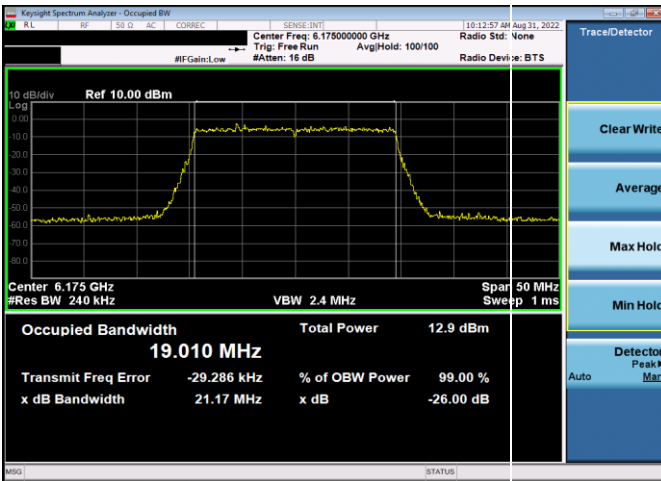 Keysight Spectrum Analyzer - Occupied BW
RL RF 50 Ω AC CORREC SENSE:INT 10:12:57 AM Aug 31, 2022
Center Freq: 6.175000000 GHz Radio Std: None
Trig: Free Run Avg|Hold: 100/100
#IFGain:Low #Atten: 16 dB Radio Device: BTS
Trace/Detector
10 dB/div Ref 10.00 dBm
Log
0.00
-10.0
-20.0
-30.0
-40.0
-50.0
-60.0
-70.0
-80.0
Center 6.175 GHz Span 50 MHz
#Res BW 240 kHz VBW 2.4 MHz Sweep 1 ms
Occupied Bandwidth Total Power 12.9 dBm
19.010 MHz
Transmit Freq Error -29.286 kHz % of OBW Power 99.00 %
x dB Bandwidth 21.17 MHz x dB -26.00 dB
Clear Write
Average
Max Hold
Min Hold
Detector
Peak▶
Auto Man
MSG STATUS